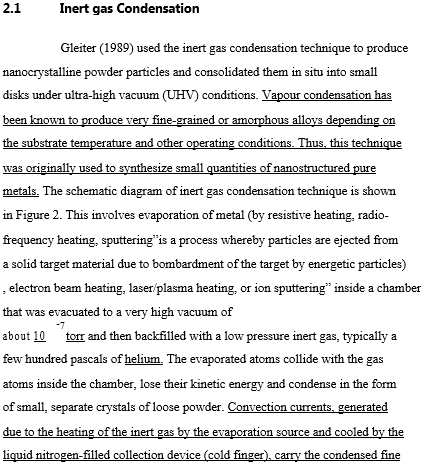 2.1 Inert gas Condensation
Gleiter (1989) used the inert gas condensation technique to produce
nanocrystalline powder particles and consolidated them in situ into small
disks under ultra-high vacuum (UHV) conditions. Vapour condensation has
been known to produce very fine-grained or amorphous alloys depending on
the substrate temperature and other operating conditions. Thus, this technique
was originally used to synthesize small quantities of nanostructured pure
metals. The schematic diagram of inert gas condensation technique is shown
in Figure 2. This involves evaporation of metal (by resistive heating, radio-
frequency heating, sputtering”is a process whereby particles are ejected from
a solid target material due to bombardment of the target by energetic particles)
, electron beam heating, laser/plasma heating, or ion sputtering” inside a chamber
that was evacuated to a very high vacuum of
about 10 -7 torr and then backfilled with a low pressure inert gas, typically a
few hundred pascals of helium. The evaporated atoms collide with the gas
atoms inside the chamber, lose their kinetic energy and condense in the form
of small, separate crystals of loose powder. Convection currents, generated
due to the heating of the inert gas by the evaporation source and cooled by the
liquid nitrogen-filled collection device (cold finger), carry the condensed fine